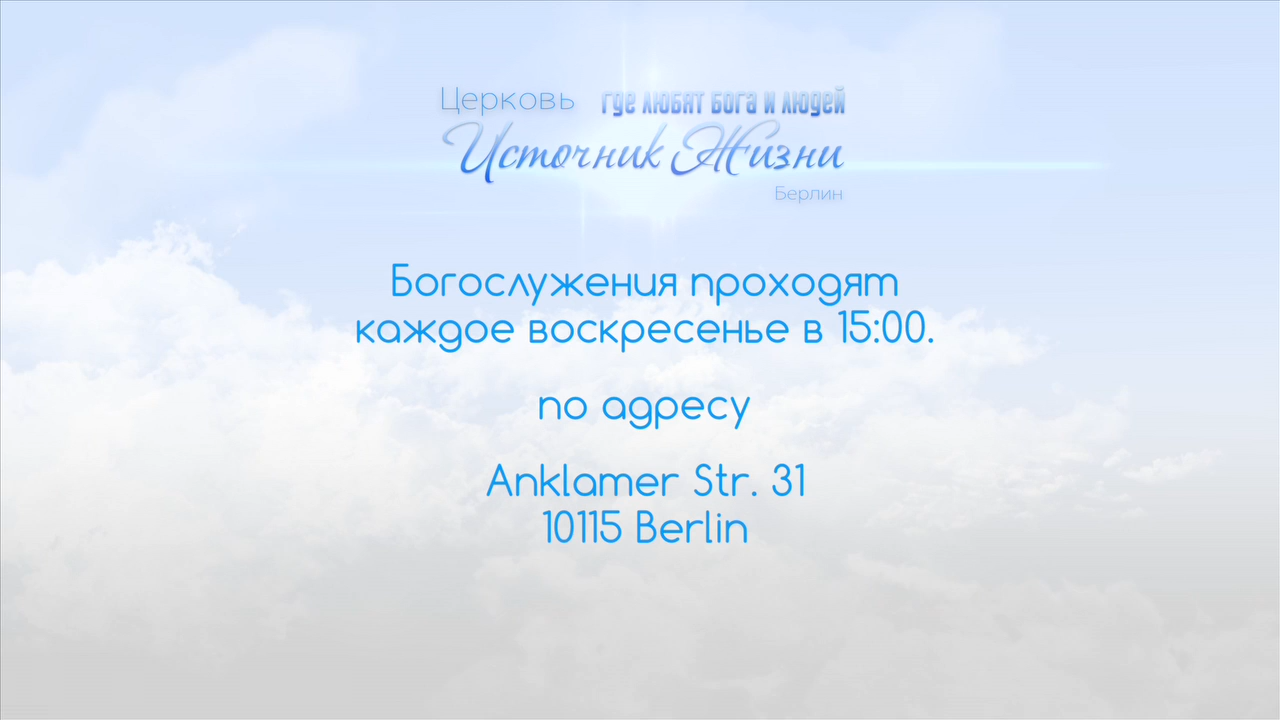 Церковь где любят бога и людей
Источник Жизни
Берлин
Богослужения проходят
каждое воскресенье в 15:00.
по адресу
Anklamer Str. 31
10115 Berlin